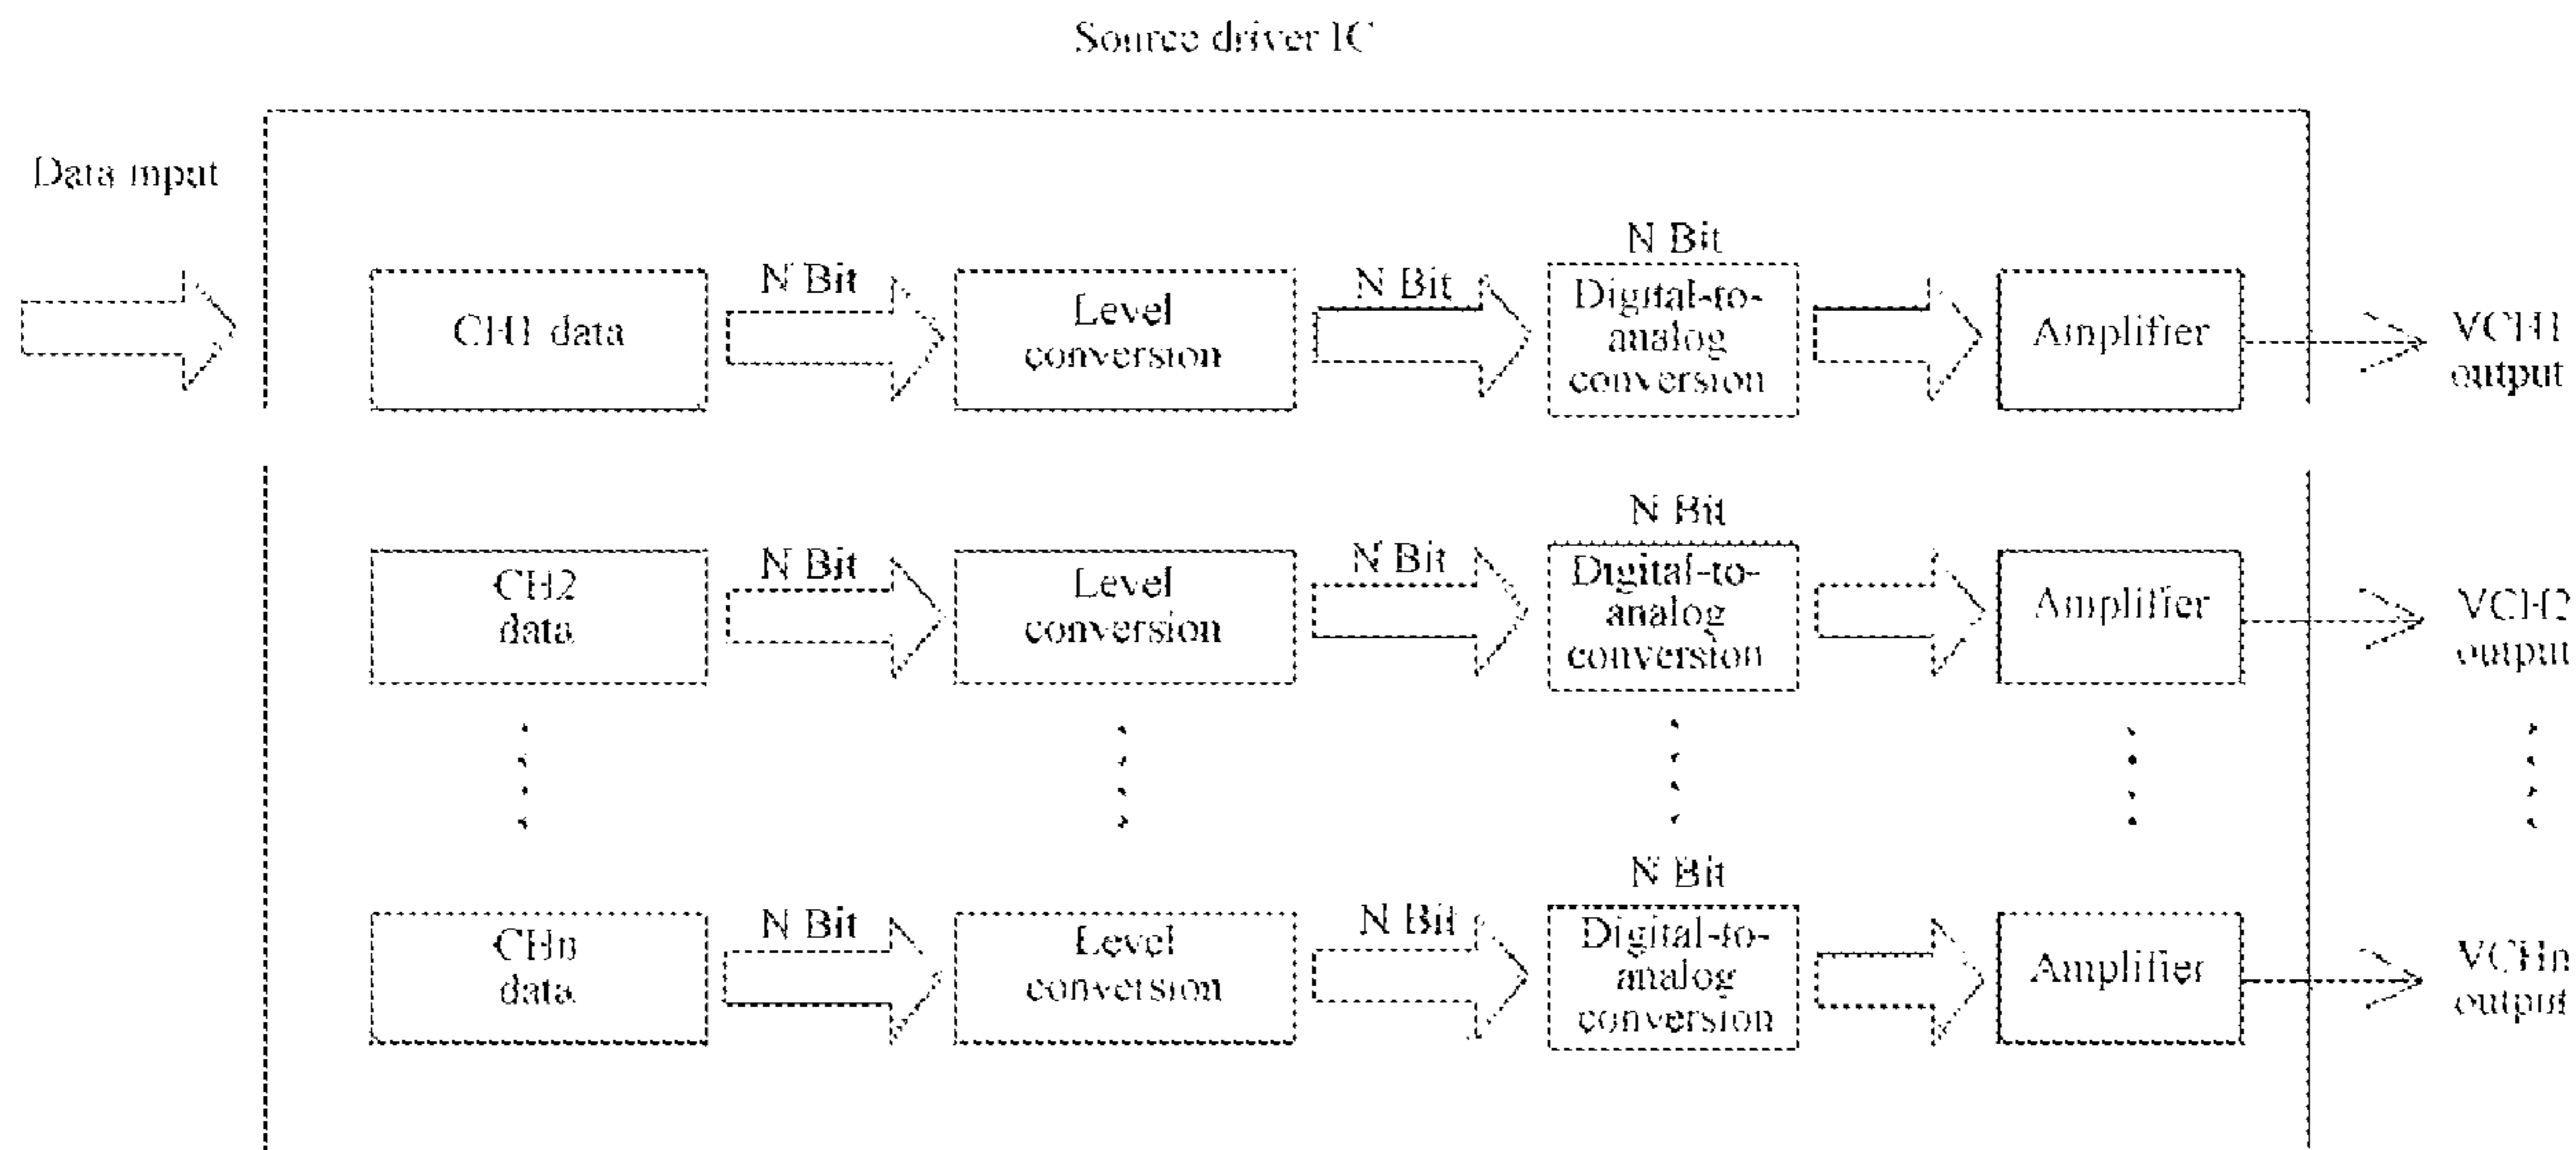 Source driver IC
Data input
N Bit
N Bit
N Bit
CH1 data
Level
conversion
Digital-to-
analog
conversion
Amplifier
VCH1
output
N Bit
N Bit
N Bit
CH2
data
Level
conversion
Digital-to-
analog
conversion
Amplifier
VCH2
output
N Bit
N Bit
N Bit
CHn
data
Level
conversion
Digital-to-
analog
conversion
Amplifier
VCHn
output